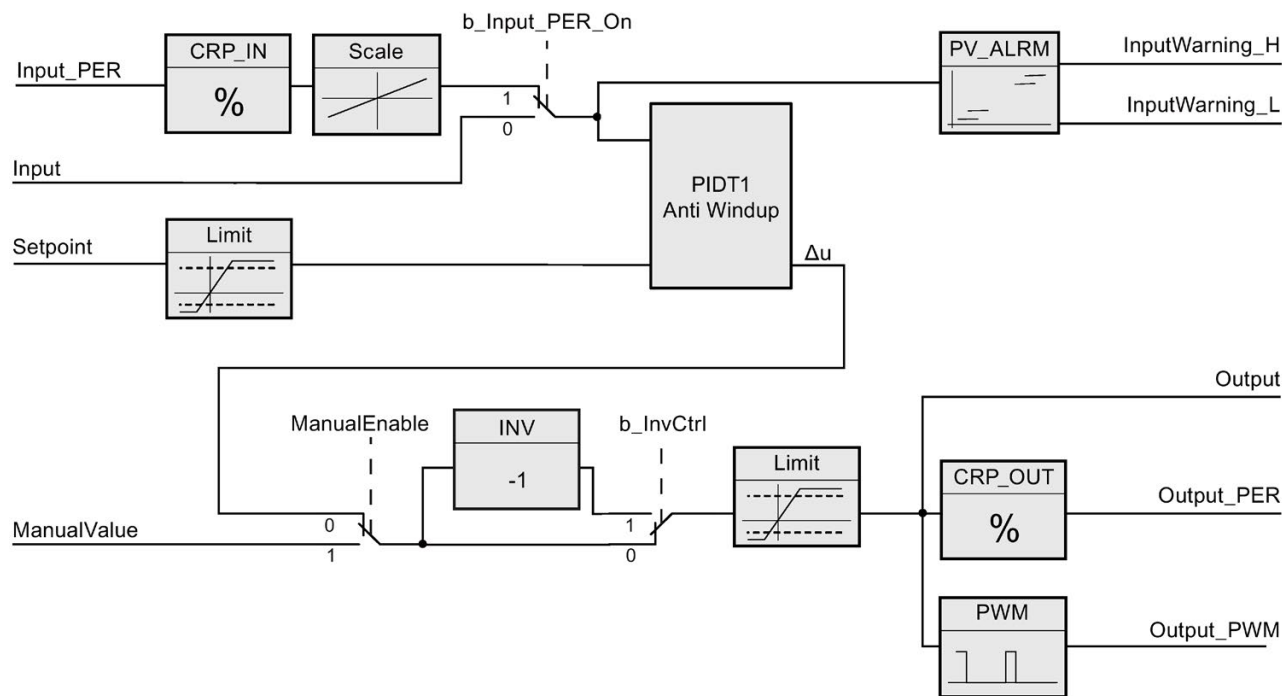 b_Input_PER_On
CRP_IN
Scale
PV_ALRM
InputWarning_H
Input_PER
%
1
0
InputWarning_L
Input
PIDT1
Anti Windup
Setpoint
Limit
Δu
Output
ManualEnable
INV
b_InvCtrl
-1
Limit
CRP_OUT
Output_PER
ManualValue
0
1
1
0
%
PWM
Output_PWM